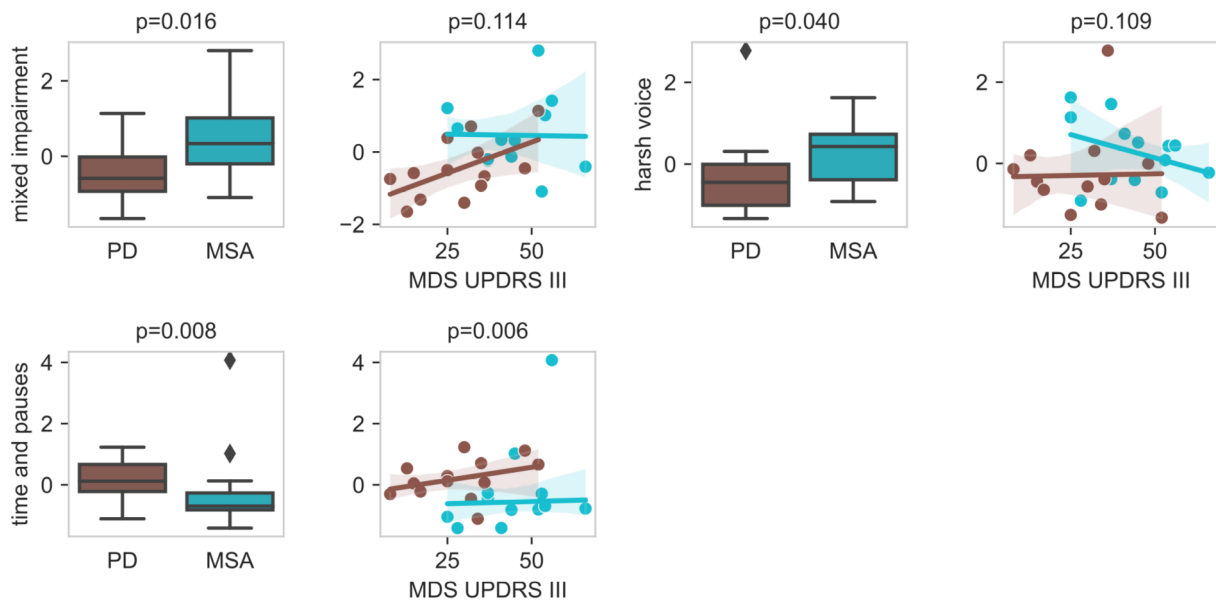 p=0.016
mixed impairment
2
0
PD MSA
p=0.114
2
0
−2
25 50
MDS UPDRS III
p=0.040
harsh voice
2
0
PD MSA
p=0.109
2
0
25 50
MDS UPDRS III
p=0.008
time and pauses
4
2
0
PD MSA
p=0.006
4
2
0
25 50
MDS UPDRS III